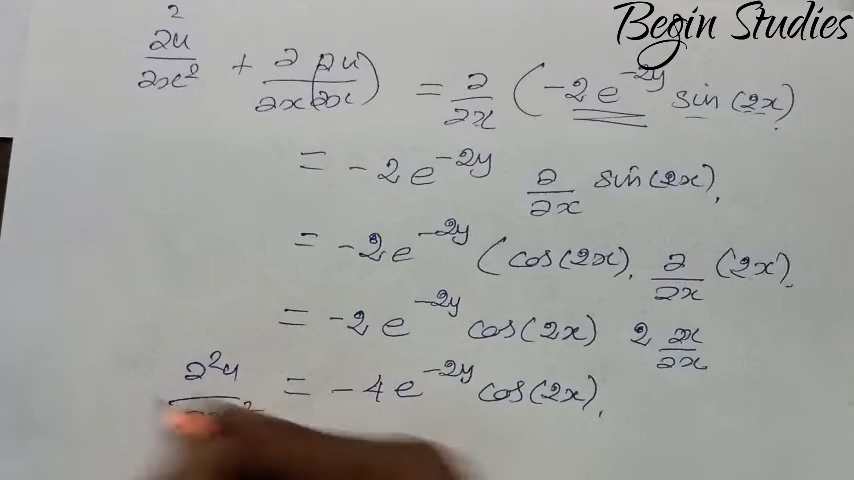 Begin Studies
∂²u/∂x² + ∂/∂x (∂u/∂x) = ∂/∂x (-2e^-2y sin(2x)
= -2e^-2y ∂/∂x sin(2x).
= -2e^-2y (cos(2x). ∂/∂x (2x).
= -2e^-2y cos(2x) 2 ∂x/∂x
∂²u/∂x² = -4e^-2y cos(2x).